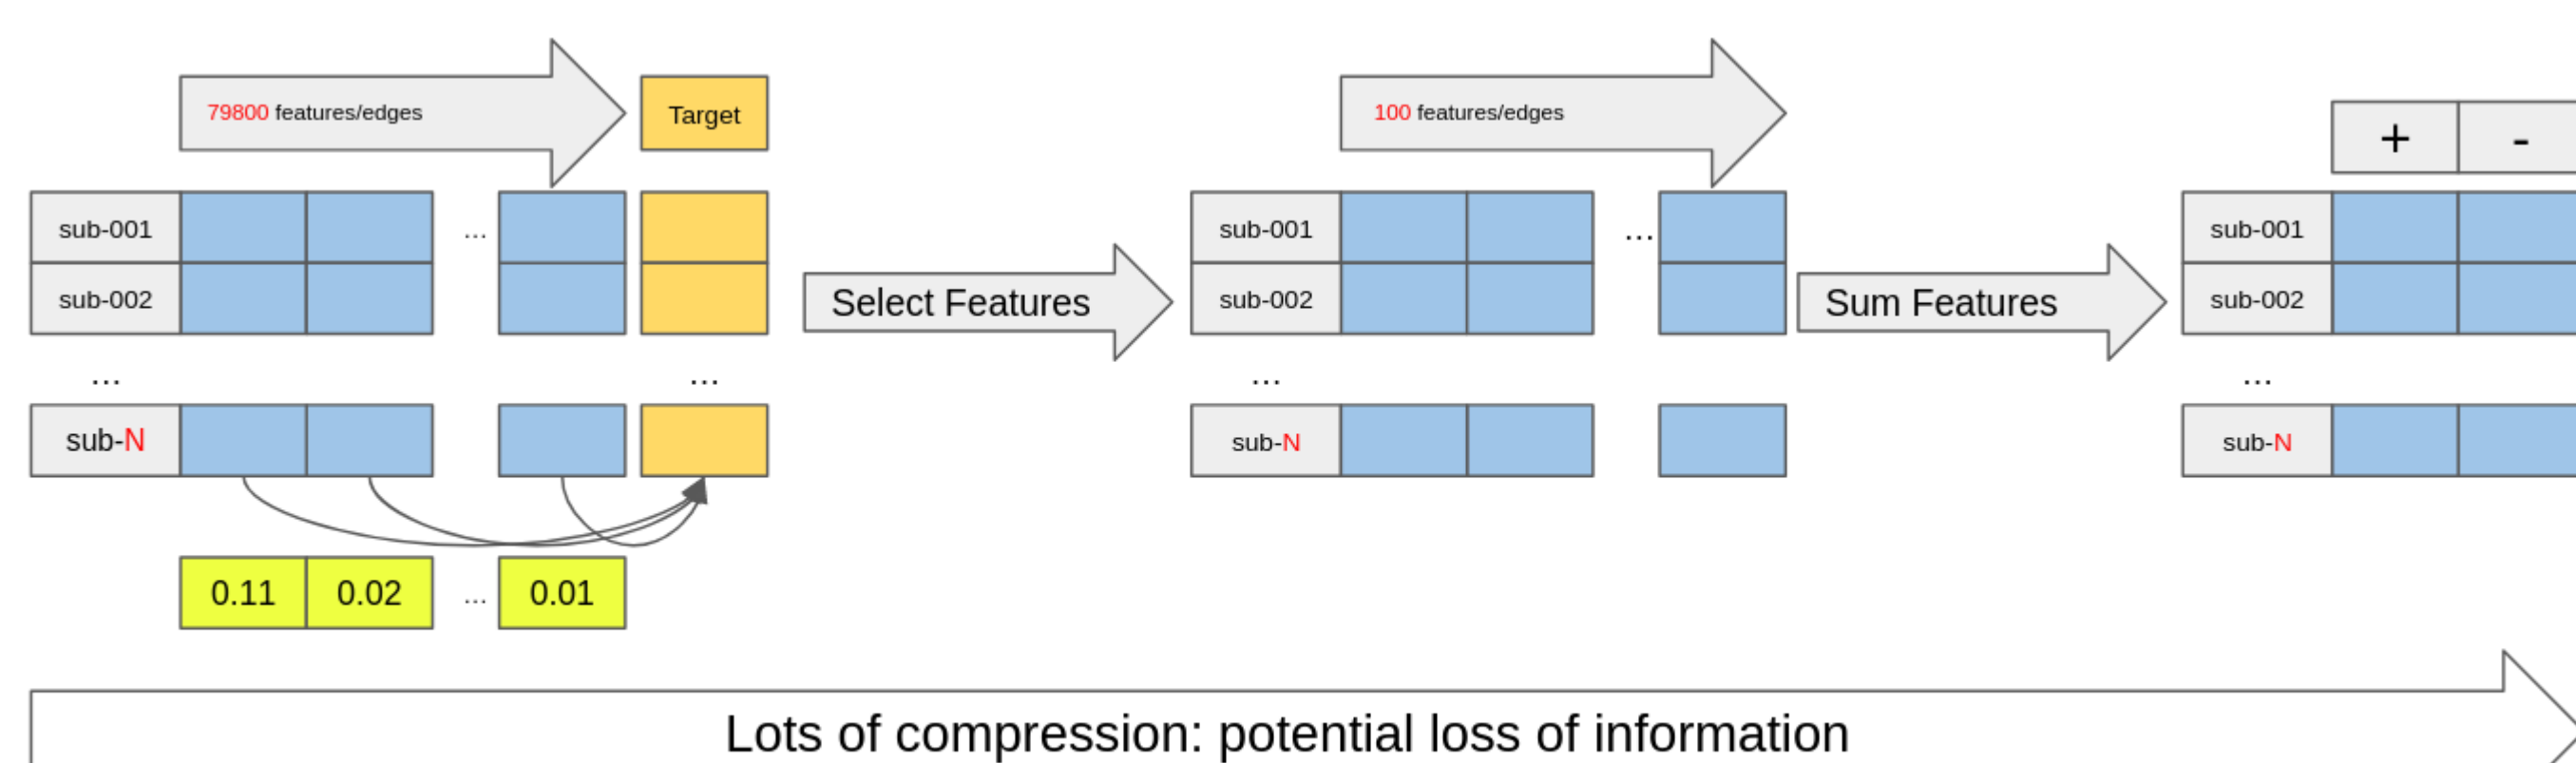 79800 features/edges
Target
100 features/edges
+ -
sub-001
...
sub-001
...
sub-001
sub-002
Select Features
sub-002
Sum Features
sub-002
...
...
...
...
sub-N
sub-N
sub-N
0.11 0.02 ... 0.01
Lots of compression: potential loss of information